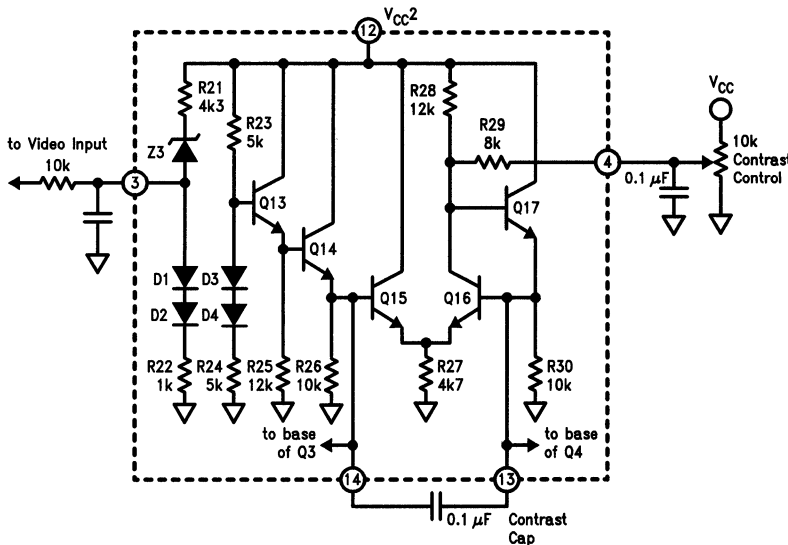 VCC2
12
R21
4k3
R23
5k
R28
12k
R29
8k
VCC
to Video Input
10k
Z3
3
4
0.1 μF
10k
Contrast
Control
Q13
Q14
Q17
D1
D3
Q15
Q16
D2
D4
R22
1k
R24
5k
R25
12k
R26
10k
R27
4k7
R30
10k
to base
of Q3
to base
of Q4
14
13
0.1 μF
Contrast
Cap